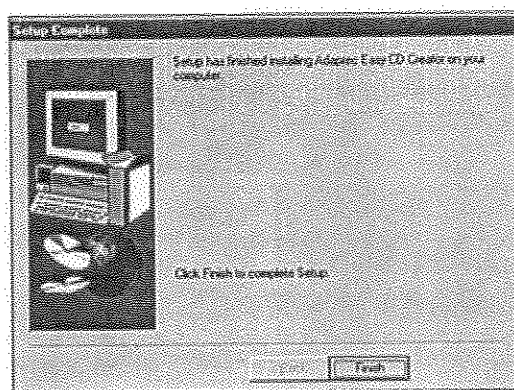 Setup Complete
Setup has finished installing Adaptec Easy CD Creator on your
computer.
Click Finish to complete Setup.
Finish